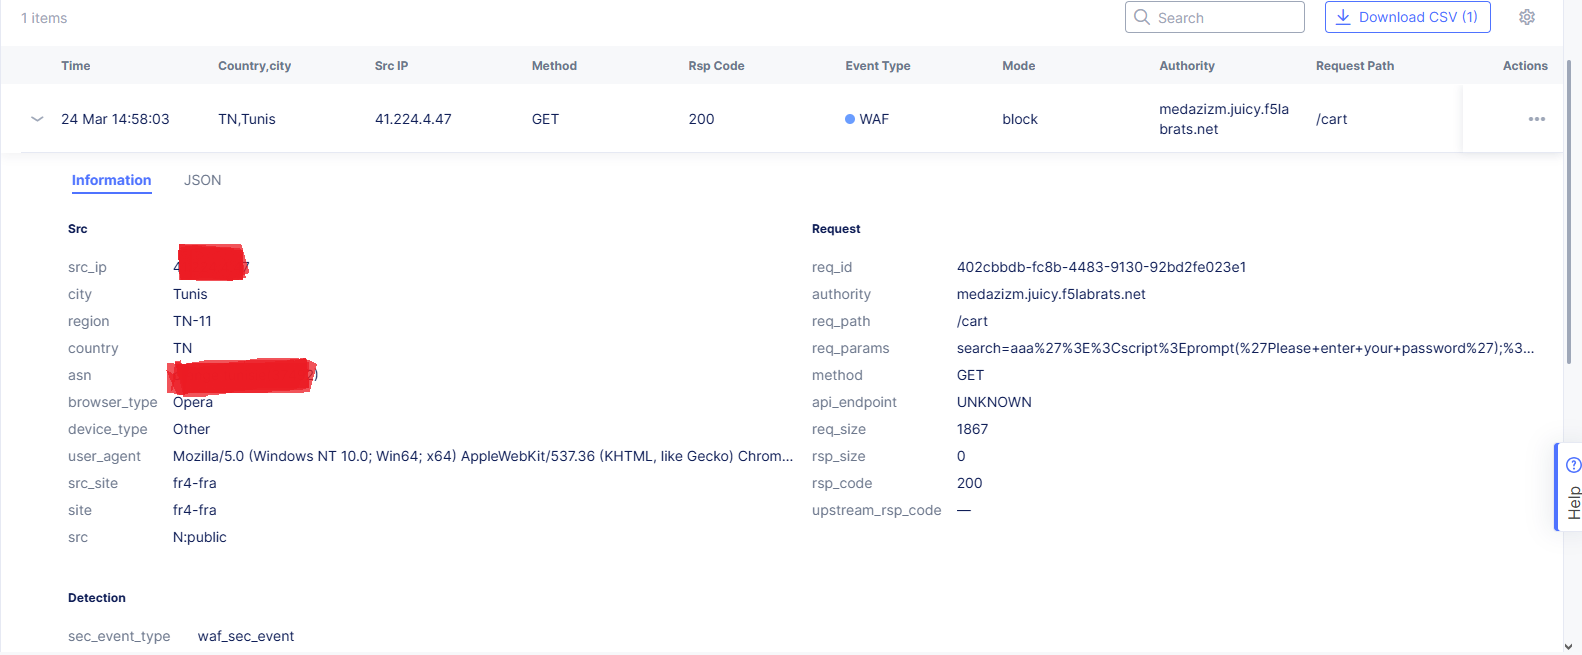 1 items
Search
Download CSV (1)
Time Country,city Src IP Method Rsp Code Event Type Mode Authority Request Path Actions
24 Mar 14:58:03 TN,Tunis 41.224.4.47 GET 200 WAF block medazizm.juicy.f5la /cart
brats.net
Information JSON
Src
src_ip
city Tunis
region TN-11
country TN
asn
browser_type Opera
device_type Other
user_agent Mozilla/5.0 (Windows NT 10.0; Win64; x64) AppleWebKit/537.36 (KHTML, like Gecko) Chrom...
src_site fr4-fra
site fr4-fra
src N:public
Request
req_id 402cbbdb-fc8b-4483-9130-92bd2fe023e1
authority medazizm.juicy.f5labrats.net
req_path /cart
req_params search=aaa%27%3E%3Cscript%3Eprompt(%27Please+enter+your+password%27);%3...
method GET
api_endpoint UNKNOWN
req_size 1867
rsp_size 0
rsp_code 200
upstream_rsp_code —
Detection
sec_event_type waf_sec_event
Help